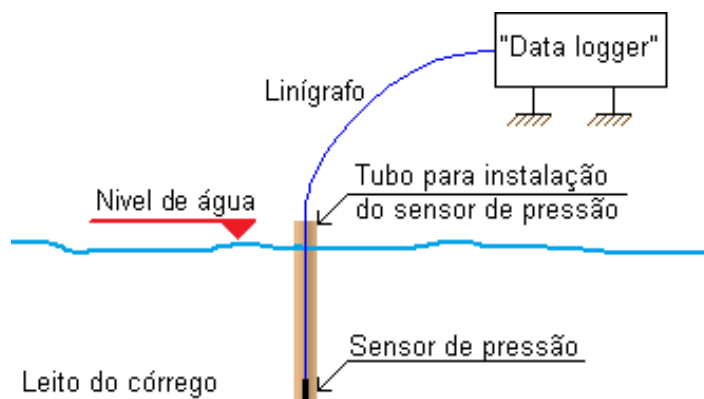 "Data logger"
Linígrafo
Tubo para instalação
do sensor de pressão
Nivel de água
Sensor de pressão
Leito do córrego